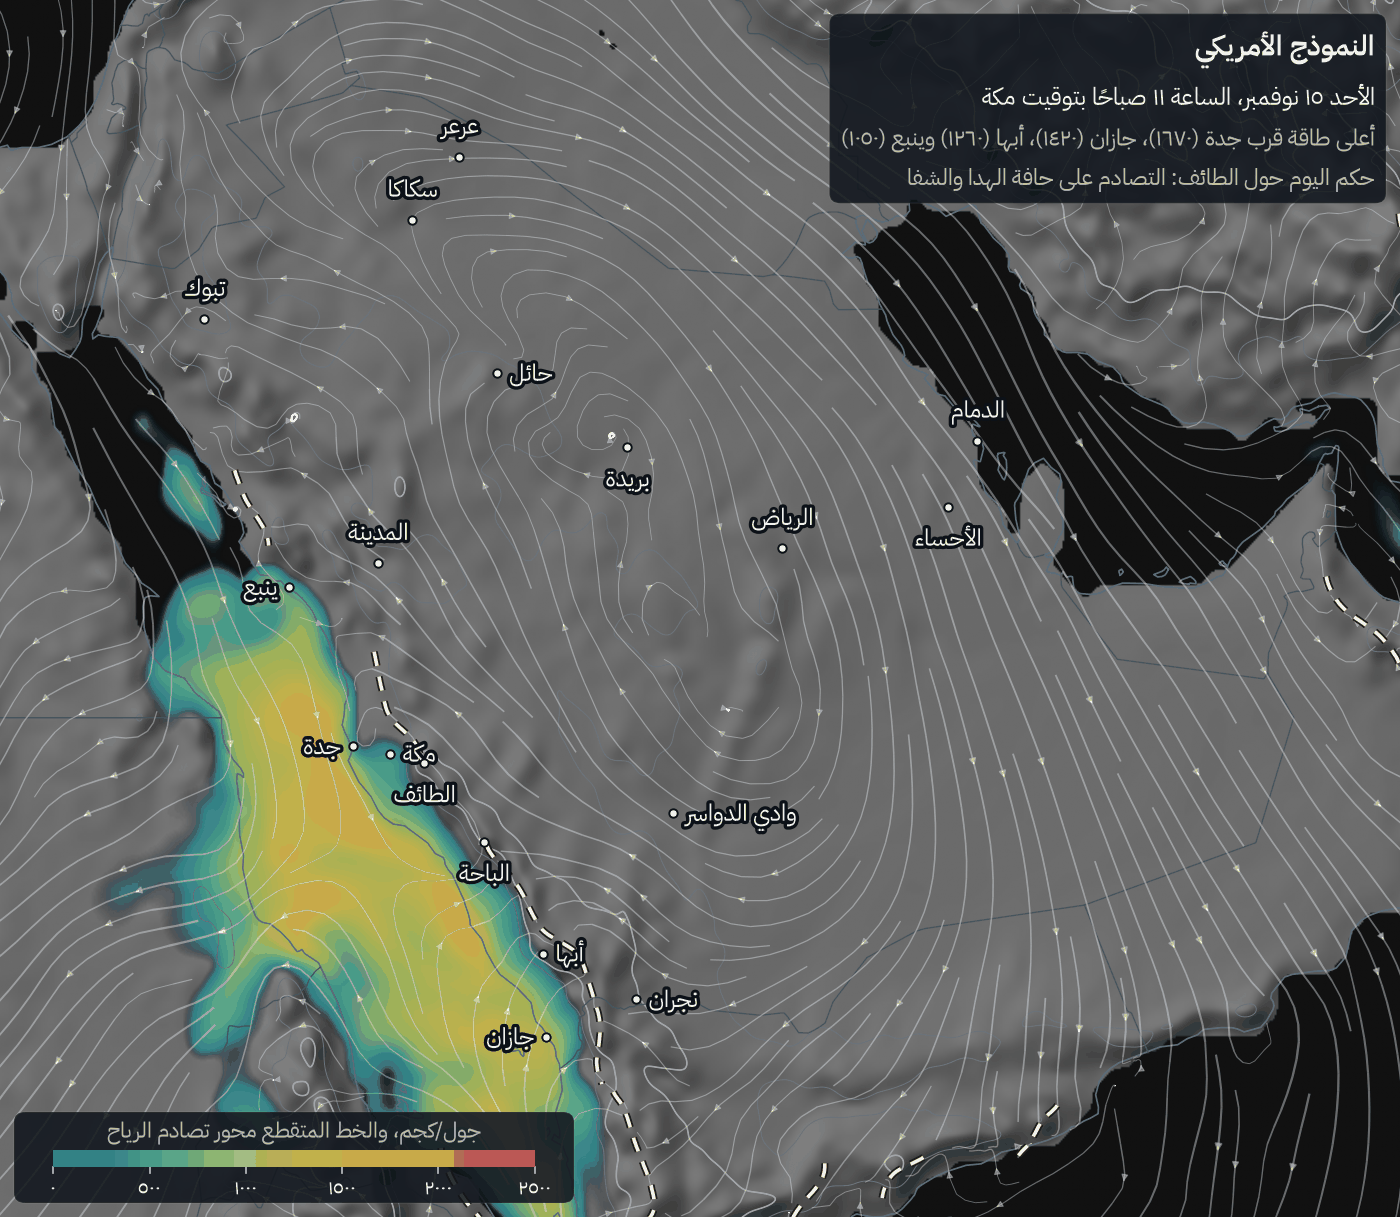 النموذج الأمريكي
الأحد ١٥ نوفمبر، الساعة ١١ صباحًا بتوقيت مكة
أعلى طاقة قرب جدة (١٦٧٠)، جازان (١٤٢٠)، أبها (١٢٦٠) وينبع (١٠٥٠)
حكم اليوم حول الطائف: التصادم على حافة الهدا والشفا
عرعر
سكاكا
تبوك
حائل
الدمام
بريدة
الرياض
المدينة
الأحساء
ينبع
جدة
مكة
الطائف
وادي الدواسر
الباحة
أبها
نجران
جازان
جول/كجم، والخط المتقطع محور تصادم الرياح
٠ ٥٠٠ ١٠٠٠ ١٥٠٠ ٢٠٠٠ ٢٥٠٠